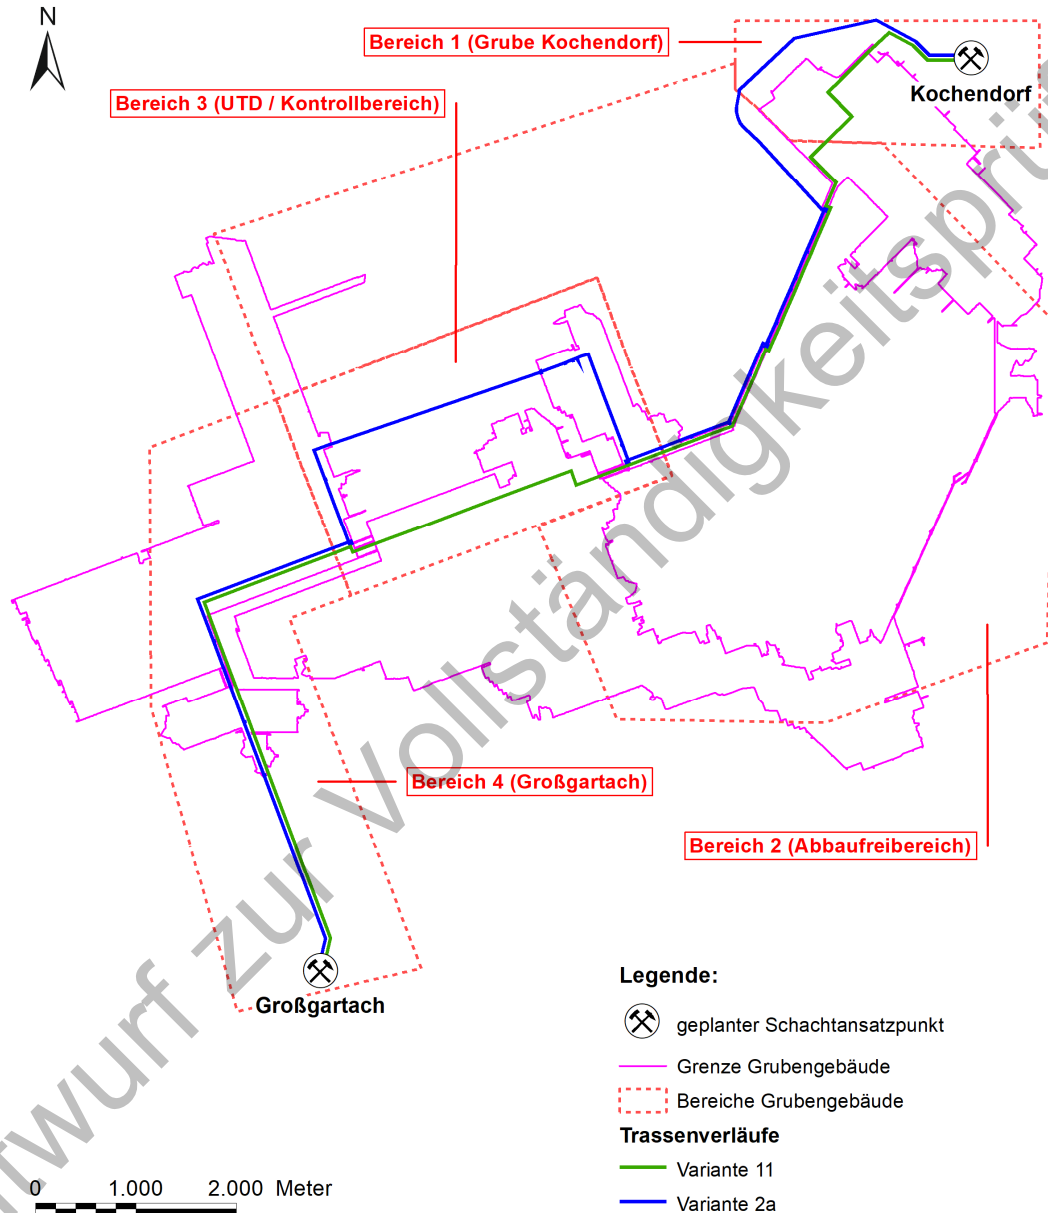 N
Bereich 1 (Grube Kochendorf)
Kochendorf
Bereich 3 (UTD / Kontrollbereich)
Bereich 4 (Großgartach)
Bereich 2 (Abbaufreibereich)
Großgartach
Legende:
geplanter Schachtansatzpunkt
Grenze Grubengebäude
Bereiche Grubengebäude
Trassenverläufe
Variante 11
Variante 2a
0 1.000 2.000 Meter
zur Vollständigkeitsprü